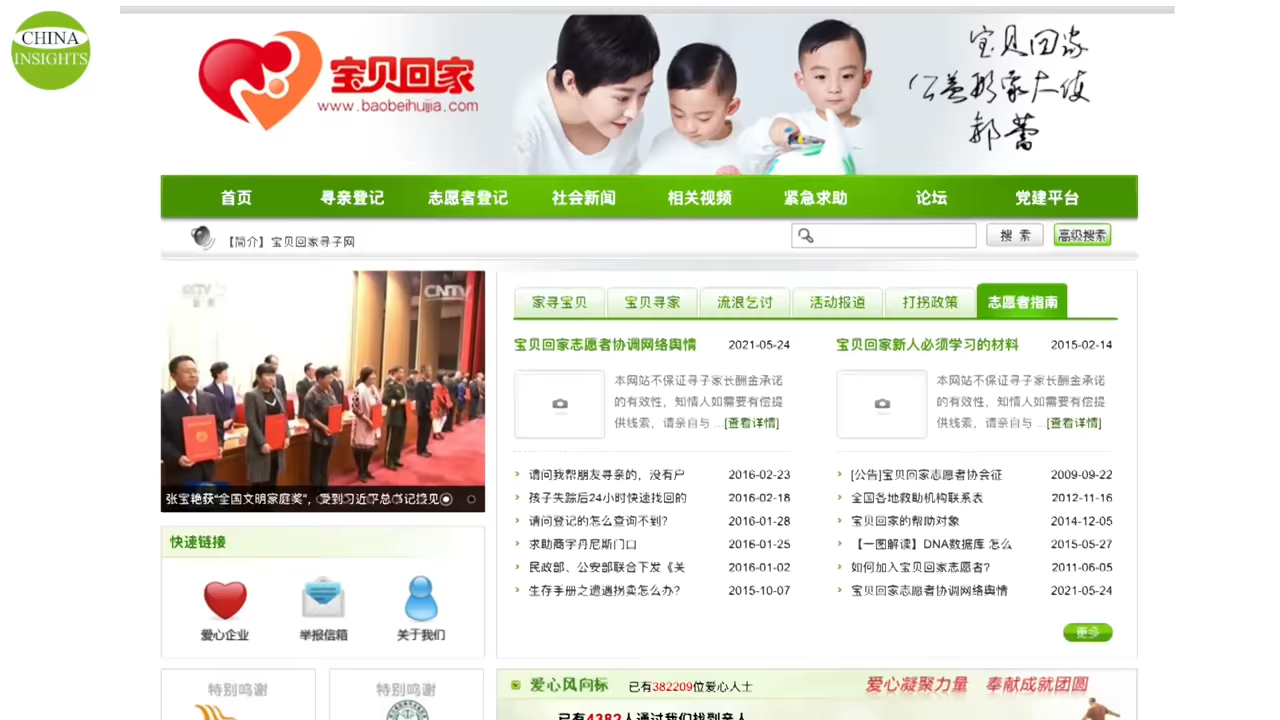 CHINA
INSIGHTS
宝贝回家
www.baobeihuijia.com
宝贝回家
公益形象大使
郝蕾
首页 寻亲登记 志愿者登记 社会新闻 相关视频 紧急求助 论坛 党建平台
【简介】宝贝回家寻子网
搜 索 高级搜索
CCTV
CNTV
张宝艳获“全国文明家庭奖”，受到习近平总书记接见
家寻宝贝 宝贝寻家 流浪乞讨 活动报道 打拐政策 志愿者指南
宝贝回家志愿者协调网络舆情 2021-05-24
本网站不保证寻子家长酬金承诺
的有效性，知情人如需要有偿提
供线索，请亲自与 ...[查看详情]
请问我帮朋友寻亲的，没有户 2016-02-23
孩子失踪后24小时快速找回的 2016-02-18
请问登记的怎么查询不到? 2016-01-28
求助商字丹尼斯门口 2016-01-25
民政部、公安部联合下发《关 2016-01-02
生存手册之遭遇拐卖怎么办? 2015-10-07
宝贝回家新人必须学习的材料 2015-02-14
本网站不保证寻子家长酬金承诺
的有效性，知情人如需要有偿提
供线索，请亲自与 ...[查看详情]
[公告]宝贝回家志愿者协会征 2009-09-22
全国各地救助机构联系表 2012-11-16
宝贝回家的帮助对象 2014-12-05
【一图解读】DNA数据库 怎么 2015-05-27
如何加入宝贝回家志愿者? 2011-06-05
宝贝回家志愿者协调网络舆情 2021-05-24
更多
快速链接
爱心企业 举报信箱 关于我们
特别鸣谢 特别鸣谢
爱心风向标 已有382209位爱心人士
爱心凝聚力量 奉献成就团圆
已有4382人通过我们找到亲人